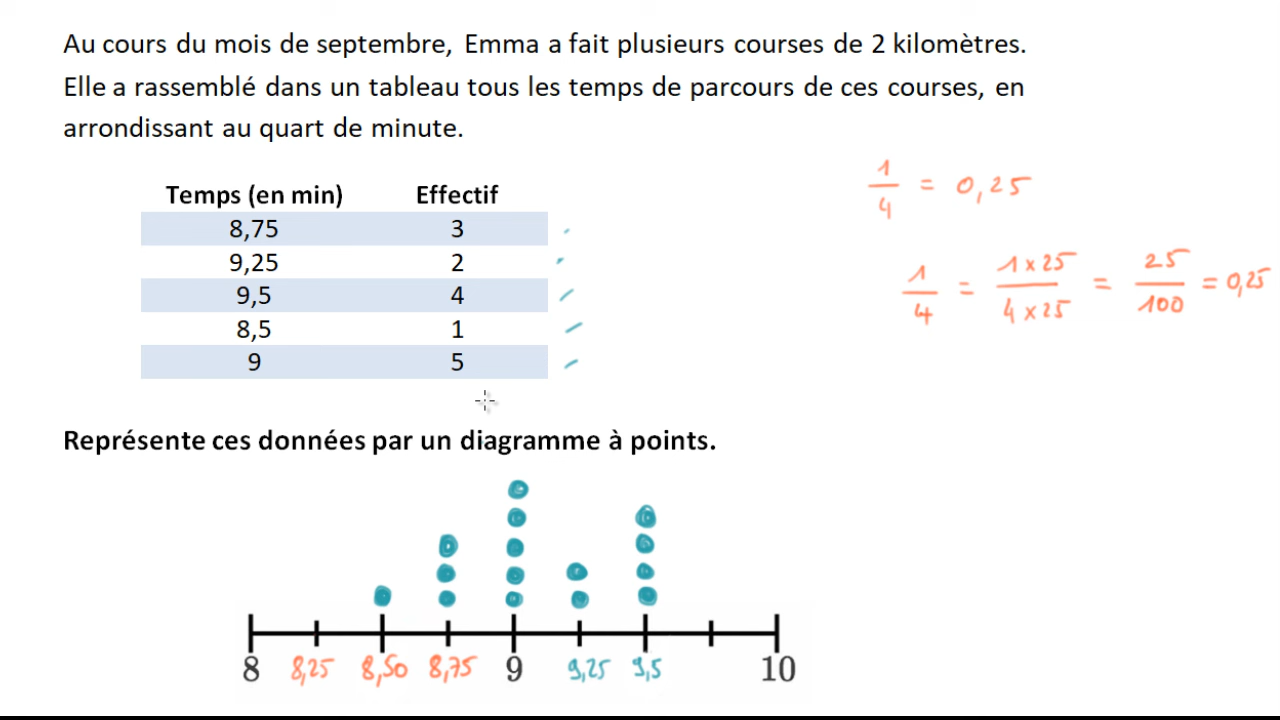 Au cours du mois de septembre, Emma a fait plusieurs courses de 2 kilomètres.
Elle a rassemblé dans un tableau tous les temps de parcours de ces courses, en
arrondissant au quart de minute.
Temps (en min) Effectif
8,75 3
9,25 2
9,5 4
8,5 1
9 5
1/4 = 0,25
1/4 = 1 x 25 / 4 x 25 = 25/100 = 0,25
Représente ces données par un diagramme à points.
8 8,25 8,50 8,75 9 9,25 9,5 10